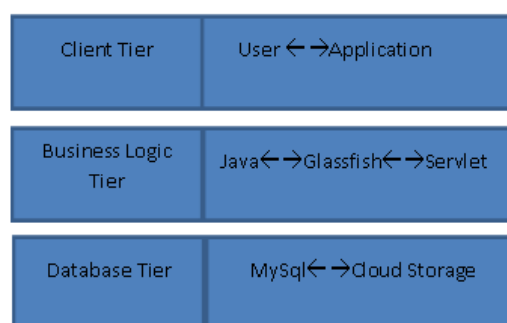 Client Tier
User ← →Application
Business Logic
Tier
Java← →Glassfish← →Servlet
Database Tier
MySql← →Cloud Storage